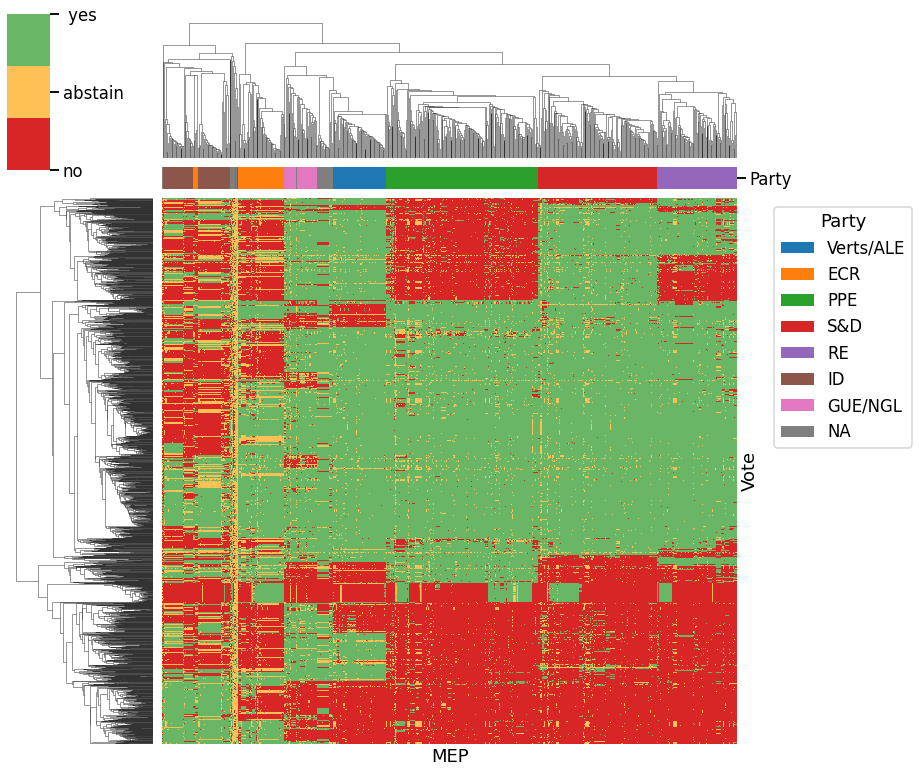 yes
abstain
no
Party
Party
Verts/ALE
ECR
PPE
S&D
RE
ID
GUE/NGL
NA
Vote
MEP